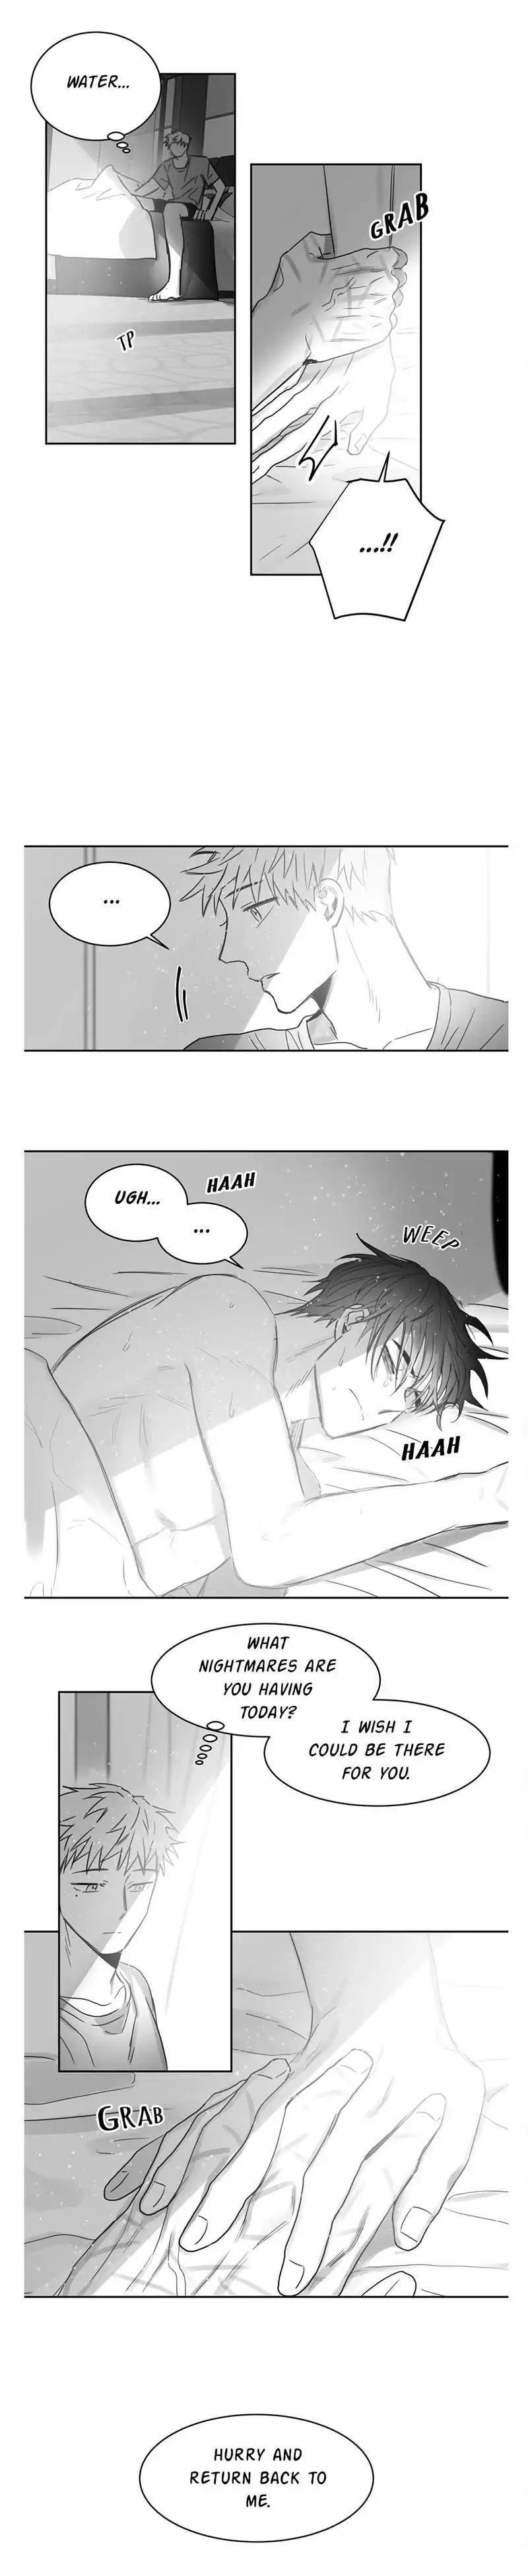 WATER...
GRAB
TP
...!!
...
UGH...
HAAH
...
WEEP
HAAH
WHAT
NIGHTMARES ARE
YOU HAVING
TODAY?
I WISH I
COULD BE THERE
FOR YOU.
GRAB
HURRY AND
RETURN BACK TO
ME.